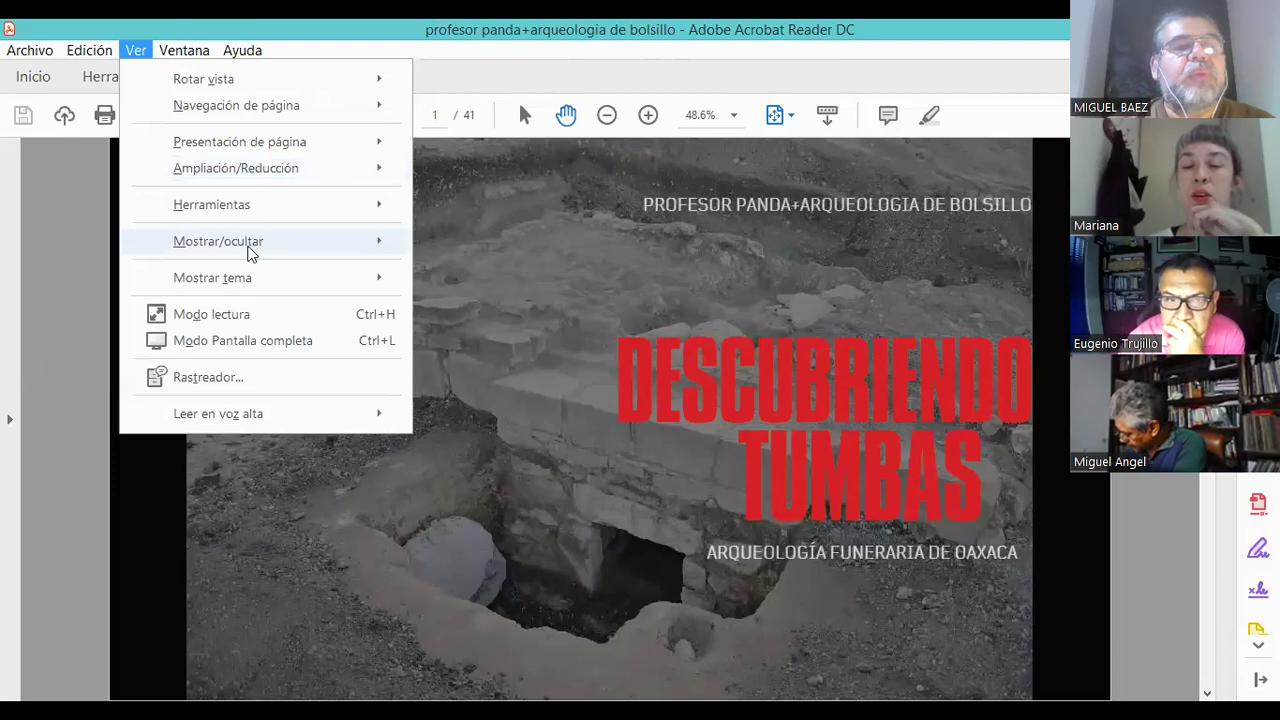 profesor panda+arqueologia de bolsillo - Adobe Acrobat Reader DC
Archivo Edición Ver Ventana Ayuda
Inicio Herra
1 / 41 48.6%
Rotar vista
Navegación de página
Presentación de página
Ampliación/Reducción
Herramientas
Mostrar/ocultar
Mostrar tema
Modo lectura Ctrl+H
Modo Pantalla completa Ctrl+L
Rastreador...
Leer en voz alta
PROFESOR PANDA+ARQUEOLOGIA DE BOLSILLO
DESCUBRIENDO
TUMBAS
ARQUEOLOGÍA FUNERARIA DE OAXACA
MIGUEL BAEZ
Mariana
Eugenio Trujillo
Miguel Angel